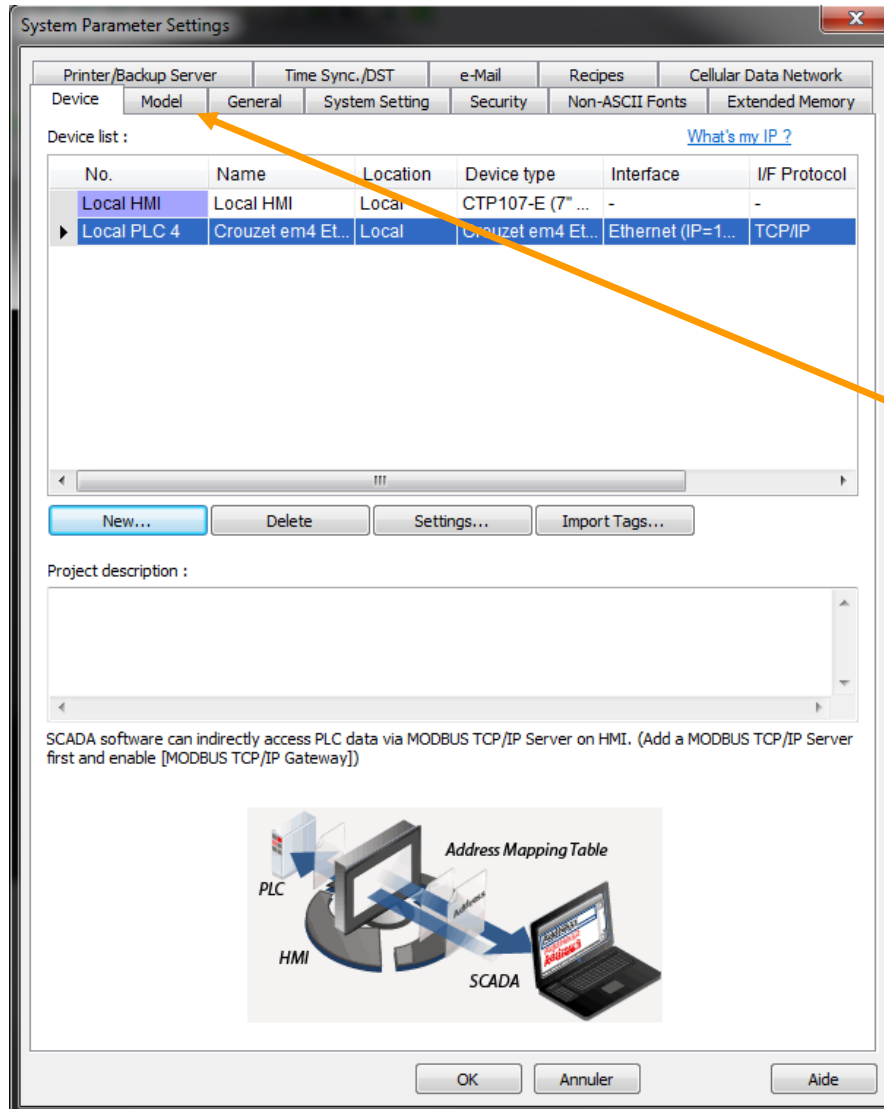 System Parameter Settings
Printer/Backup Server Time Sync./DST e-Mail Recipes Cellular Data Network
Device Model General System Setting Security Non-ASCII Fonts Extended Memory
Device list : What's my IP ?
No. Name Location Device type Interface I/F Protocol
Local HMI Local HMI Local CTP107-E (7" ... - -
Local PLC 4 Crouzet em4 Et... Local Crouzet em4 Et... Ethernet (IP=1... TCP/IP
New... Delete Settings... Import Tags...
Project description :
SCADA software can indirectly access PLC data via MODBUS TCP/IP Server on HMI. (Add a MODBUS TCP/IP Server
first and enable [MODBUS TCP/IP Gateway])
Address Mapping Table
PLC
Address
HMI
SCADA
OK Annuler Aide